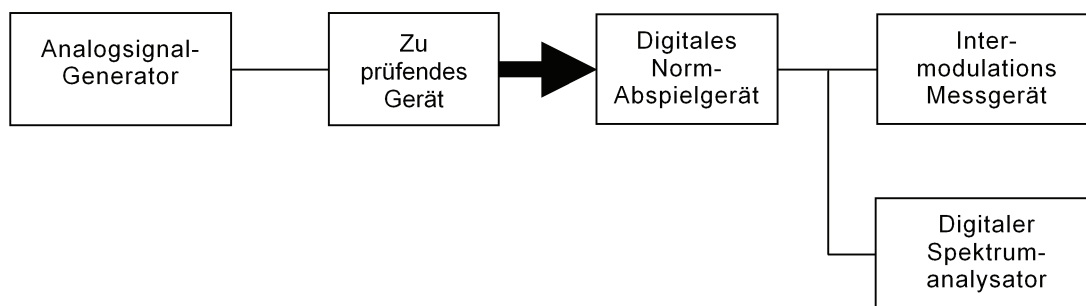 Analogsignal-
Generator
Zu
prüfendes
Gerät
Digitales
Norm-
Abspielgerät
Inter-
modulations
Messgerät
Digitaler
Spektrum-
analysator